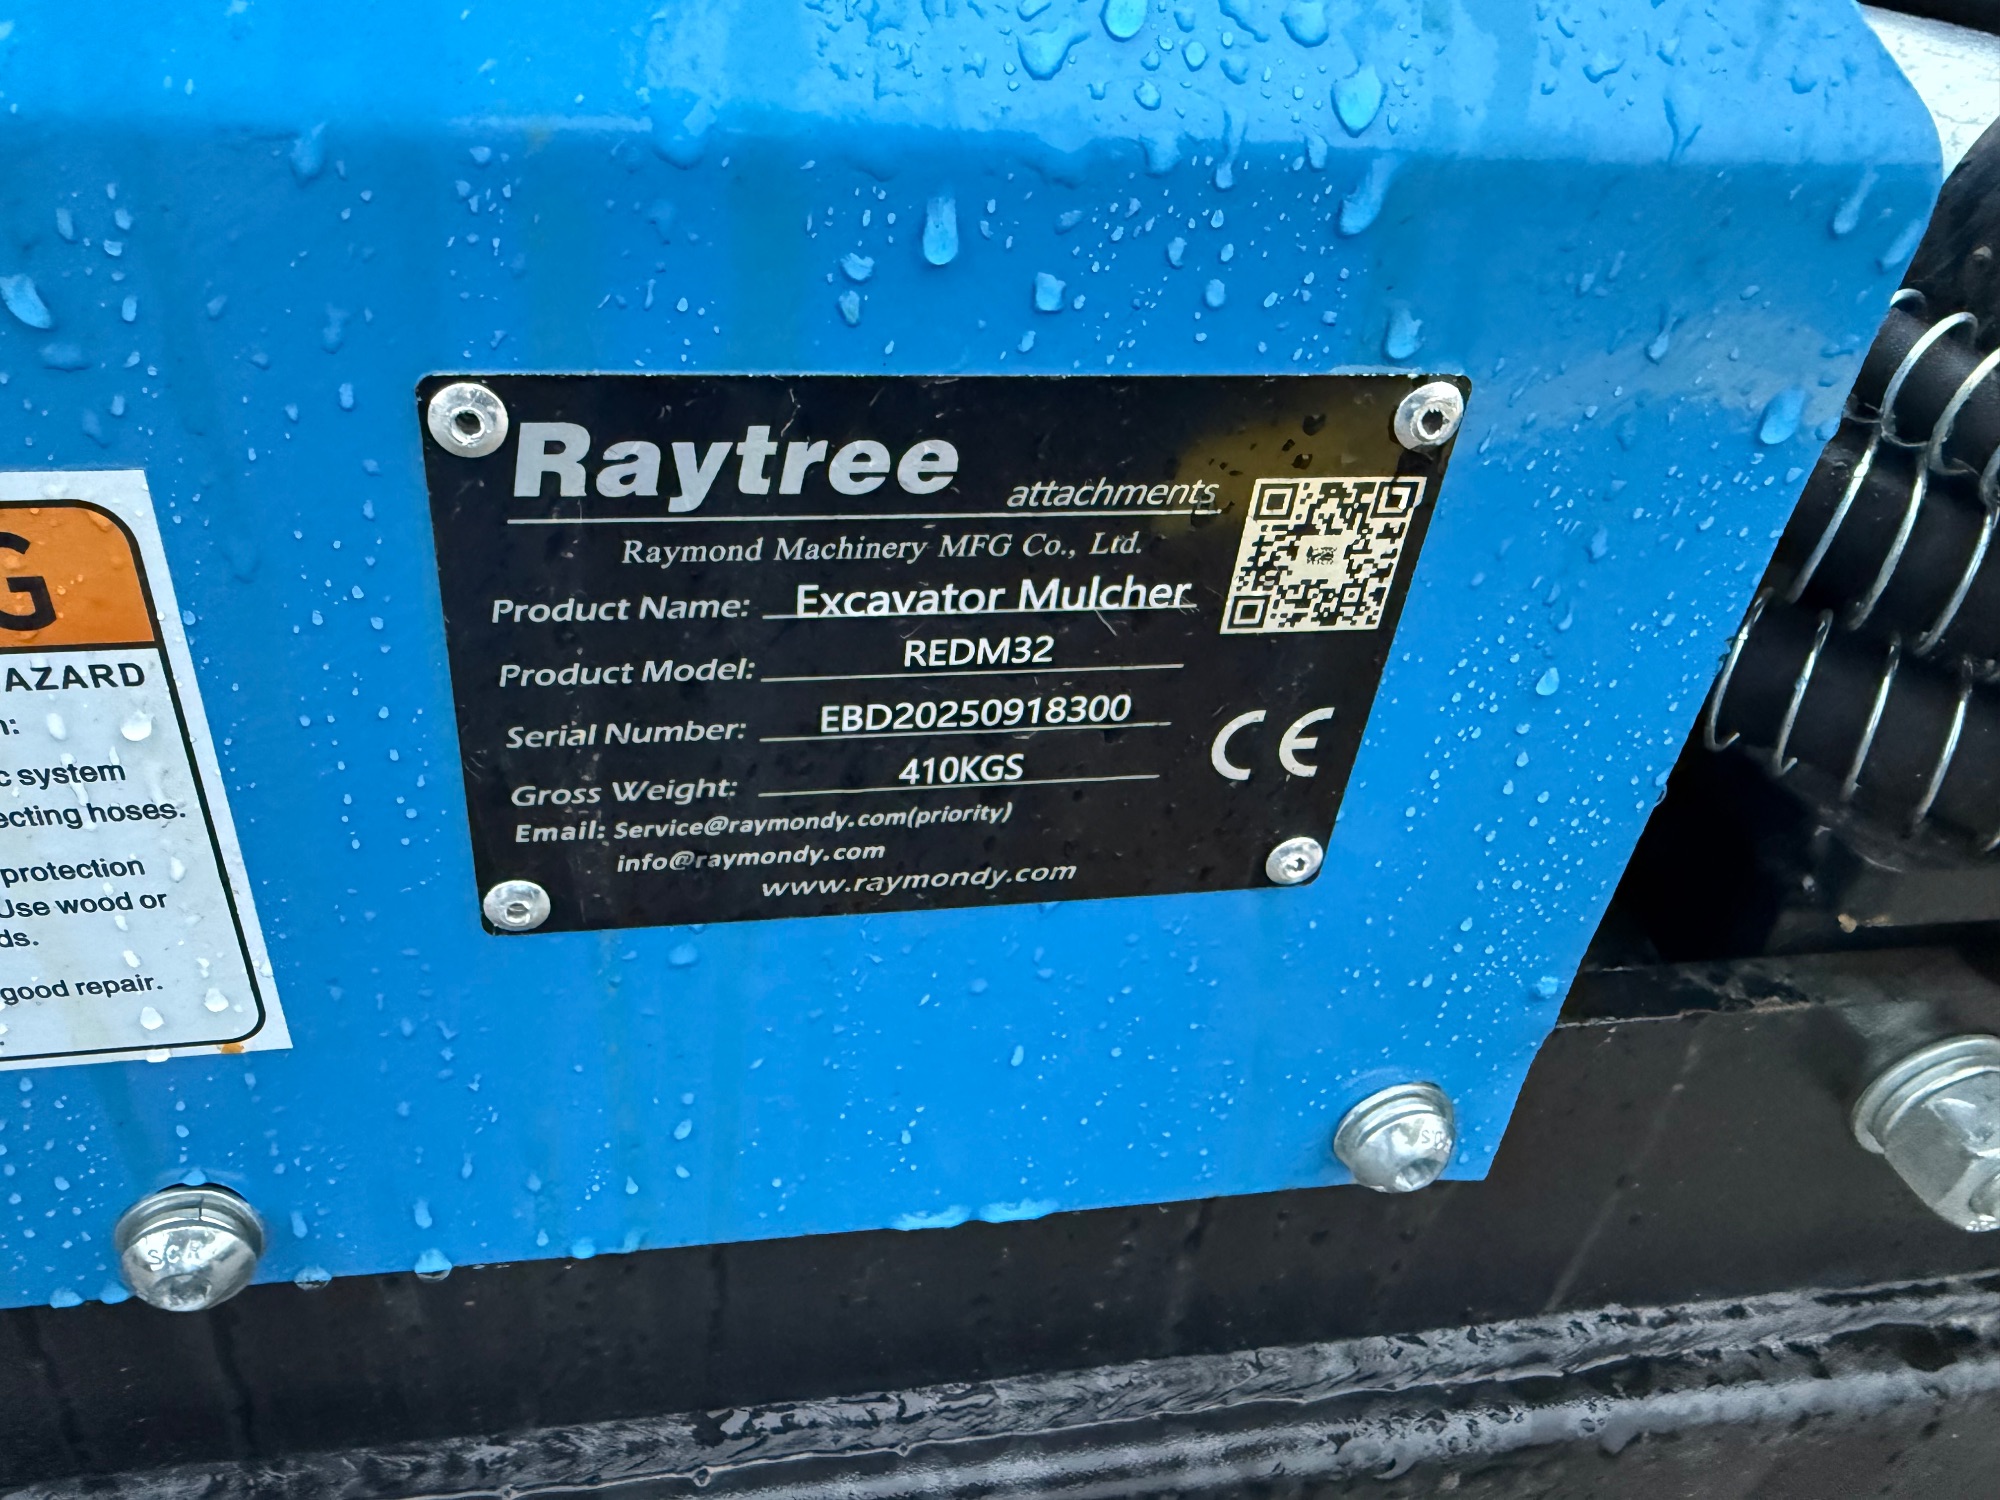 Raytree
attachments
Raymond Machinery MFG Co., Ltd.
Product Name: Excavator Mulcher
Product Model: REDM32
Serial Number: EBD20250918300
Gross Weight: 410KGS
Email: Service@raymondy.com(priority)
info@raymondy.com
www.raymondy.com
CE
G
AZARD
n:
c system
ecting hoses.
protection
Use wood or
ds.
good repair.
SCR